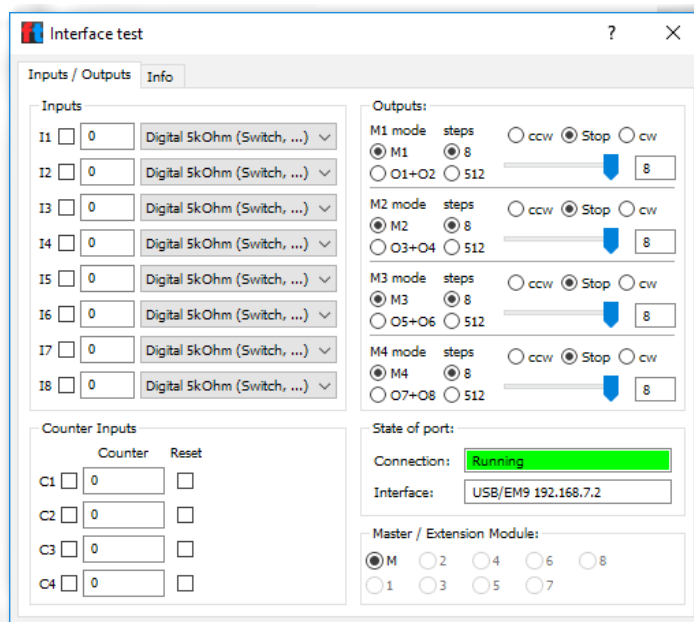 ft Interface test ? 
Inputs / Outputs Info
Inputs
I1 0 Digital 5kOhm (Switch, ...)
I2 0 Digital 5kOhm (Switch, ...)
I3 0 Digital 5kOhm (Switch, ...)
I4 0 Digital 5kOhm (Switch, ...)
I5 0 Digital 5kOhm (Switch, ...)
I6 0 Digital 5kOhm (Switch, ...)
I7 0 Digital 5kOhm (Switch, ...)
I8 0 Digital 5kOhm (Switch, ...)
Outputs:
M1 mode steps ccw Stop cw
M1 8
O1+O2 512 8
M2 mode steps ccw Stop cw
M2 8
O3+O4 512 8
M3 mode steps ccw Stop cw
M3 8
O5+O6 512 8
M4 mode steps ccw Stop cw
M4 8
O7+O8 512 8
Counter Inputs
Counter Reset
C1 0
C2 0
C3 0
C4 0
State of port:
Connection: Running
Interface: USB/EM9 192.168.7.2
Master / Extension Module:
M 2 4 6 8
1 3 5 7